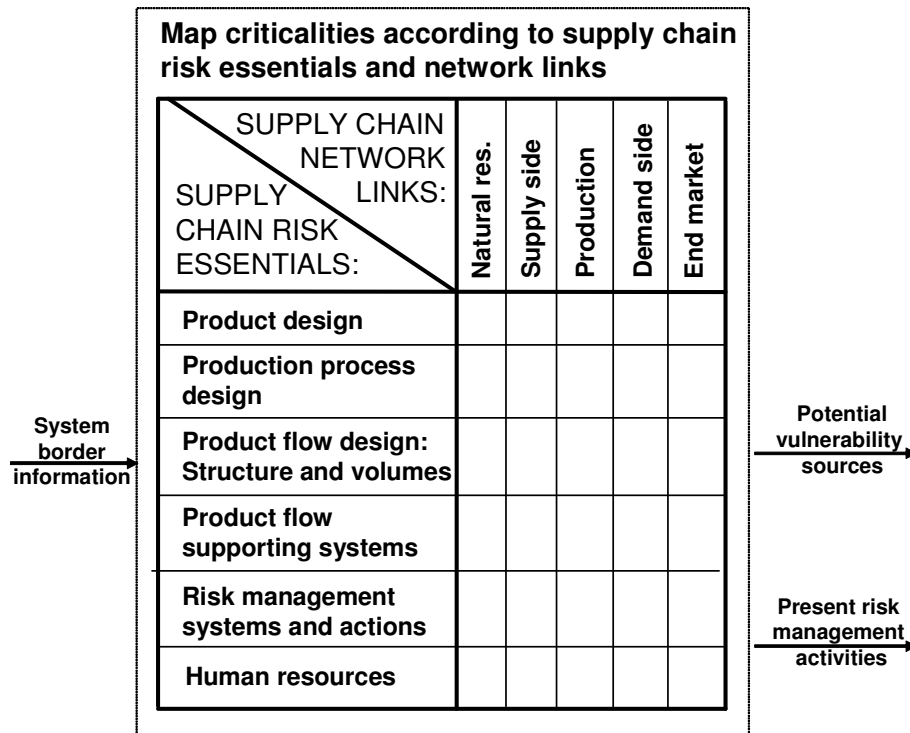 Map criticalities according to supply chain
risk essentials and network links
SUPPLY CHAIN
NETWORK
LINKS:
SUPPLY
CHAIN RISK
ESSENTIALS:
Natural res.
Supply side
Production
Demand side
End market
Product design
Production process
design
Product flow design:
Structure and volumes
Product flow
supporting systems
Risk management
systems and actions
Human resources
System
border
information
Potential
vulnerability
sources
Present risk
management
activities